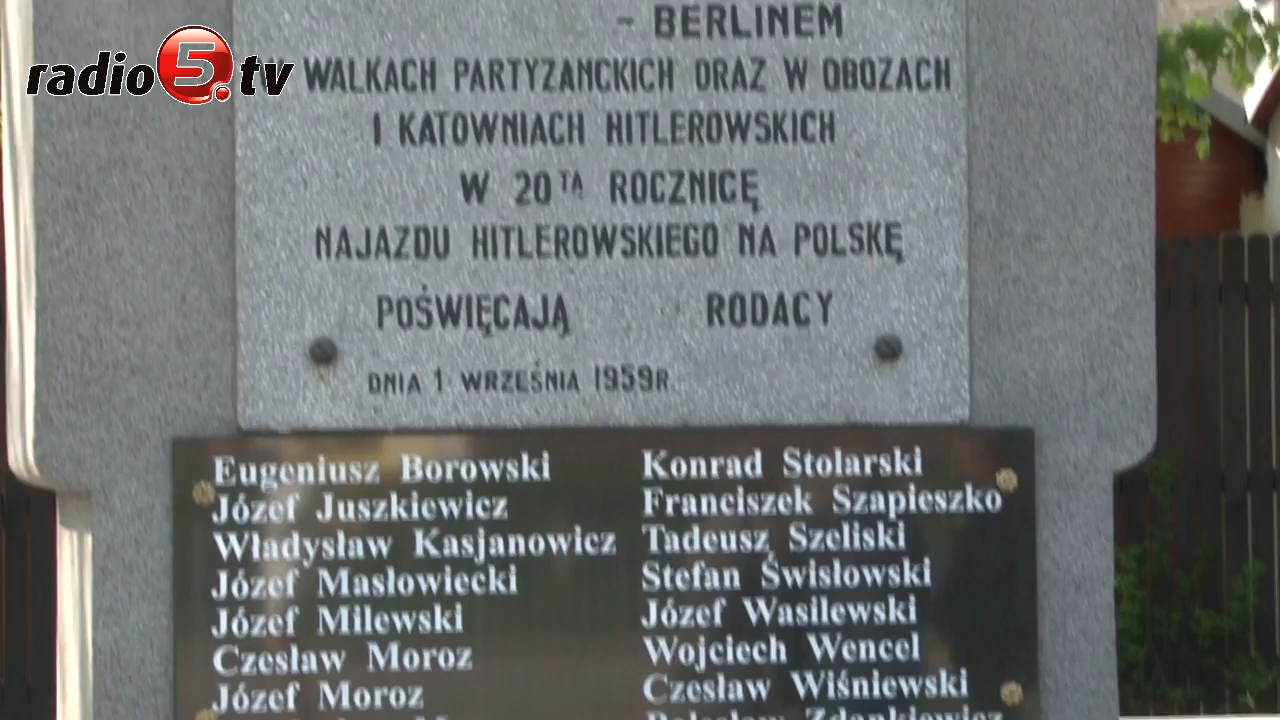 radio5.tv
- BERLINEM
WALKACH PARTYZANCKICH ORAZ W OBOZACH
I KATOWNIACH HITLEROWSKICH
W 20TA ROCZNICĘ
NAJAZDU HITLEROWSKIEGO NA POLSKĘ
POŚWIĘCAJĄ RODACY
DNIA 1 WRZEŚNIA 1959R.
Eugeniusz Borowski
Józef Juszkiewicz
Władysław Kasjanowicz
Józef Masłowiecki
Józef Milewski
Czesław Moroz
Józef Moroz
Konrad Stolarski
Franciszek Szapieszko
Tadeusz Szeliski
Stefan Świsłowski
Józef Wasilewski
Wojciech Wencel
Czesław Wiśniewski